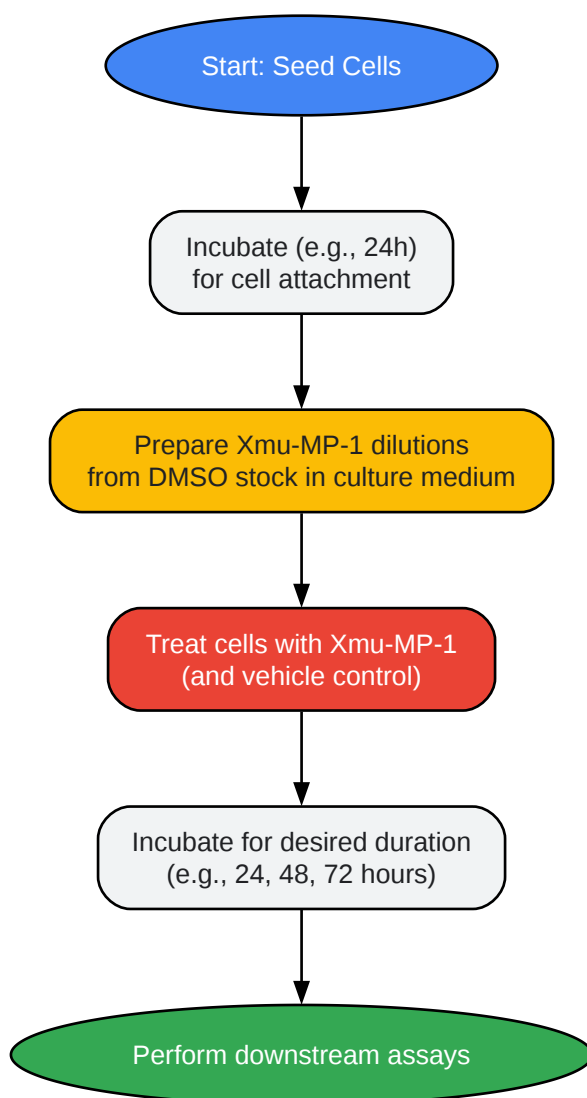 Start: Seed Cells
Incubate (e.g., 24h)
for cell attachment
Prepare Xmu-MP-1 dilutions
from DMSO stock in culture medium
Treat cells with Xmu-MP-1
(and vehicle control)
Incubate for desired duration
(e.g., 24, 48, 72 hours)
Perform downstream assays